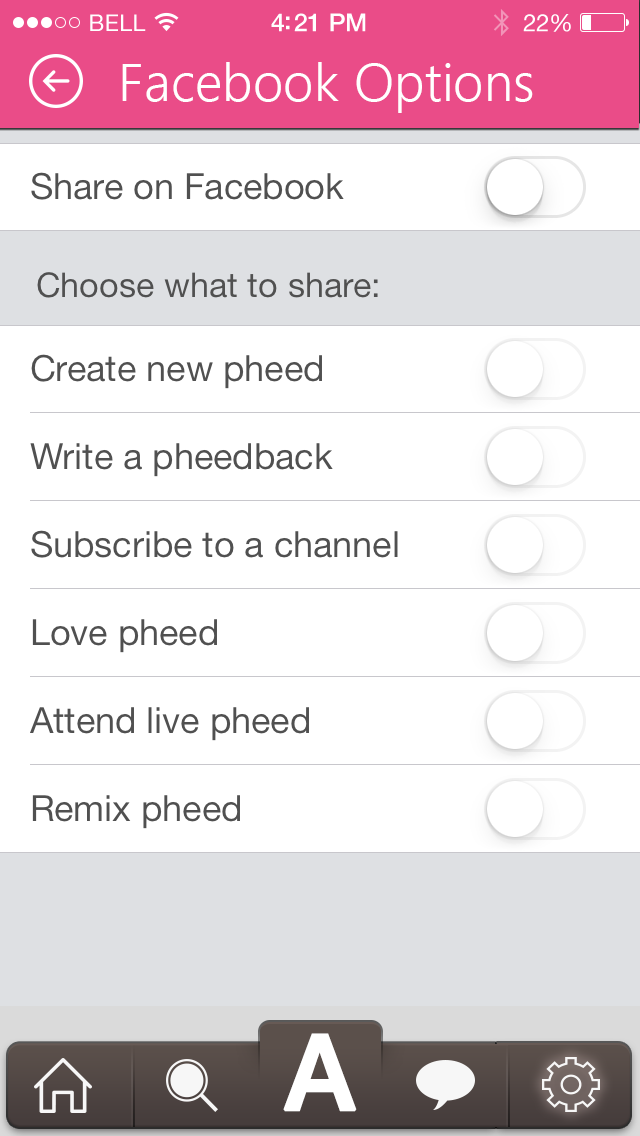 BELL 4:21 PM 22%
Facebook Options
Share on Facebook
Choose what to share:
Create new pheed
Write a pheedback
Subscribe to a channel
Love pheed
Attend live pheed
Remix pheed
A